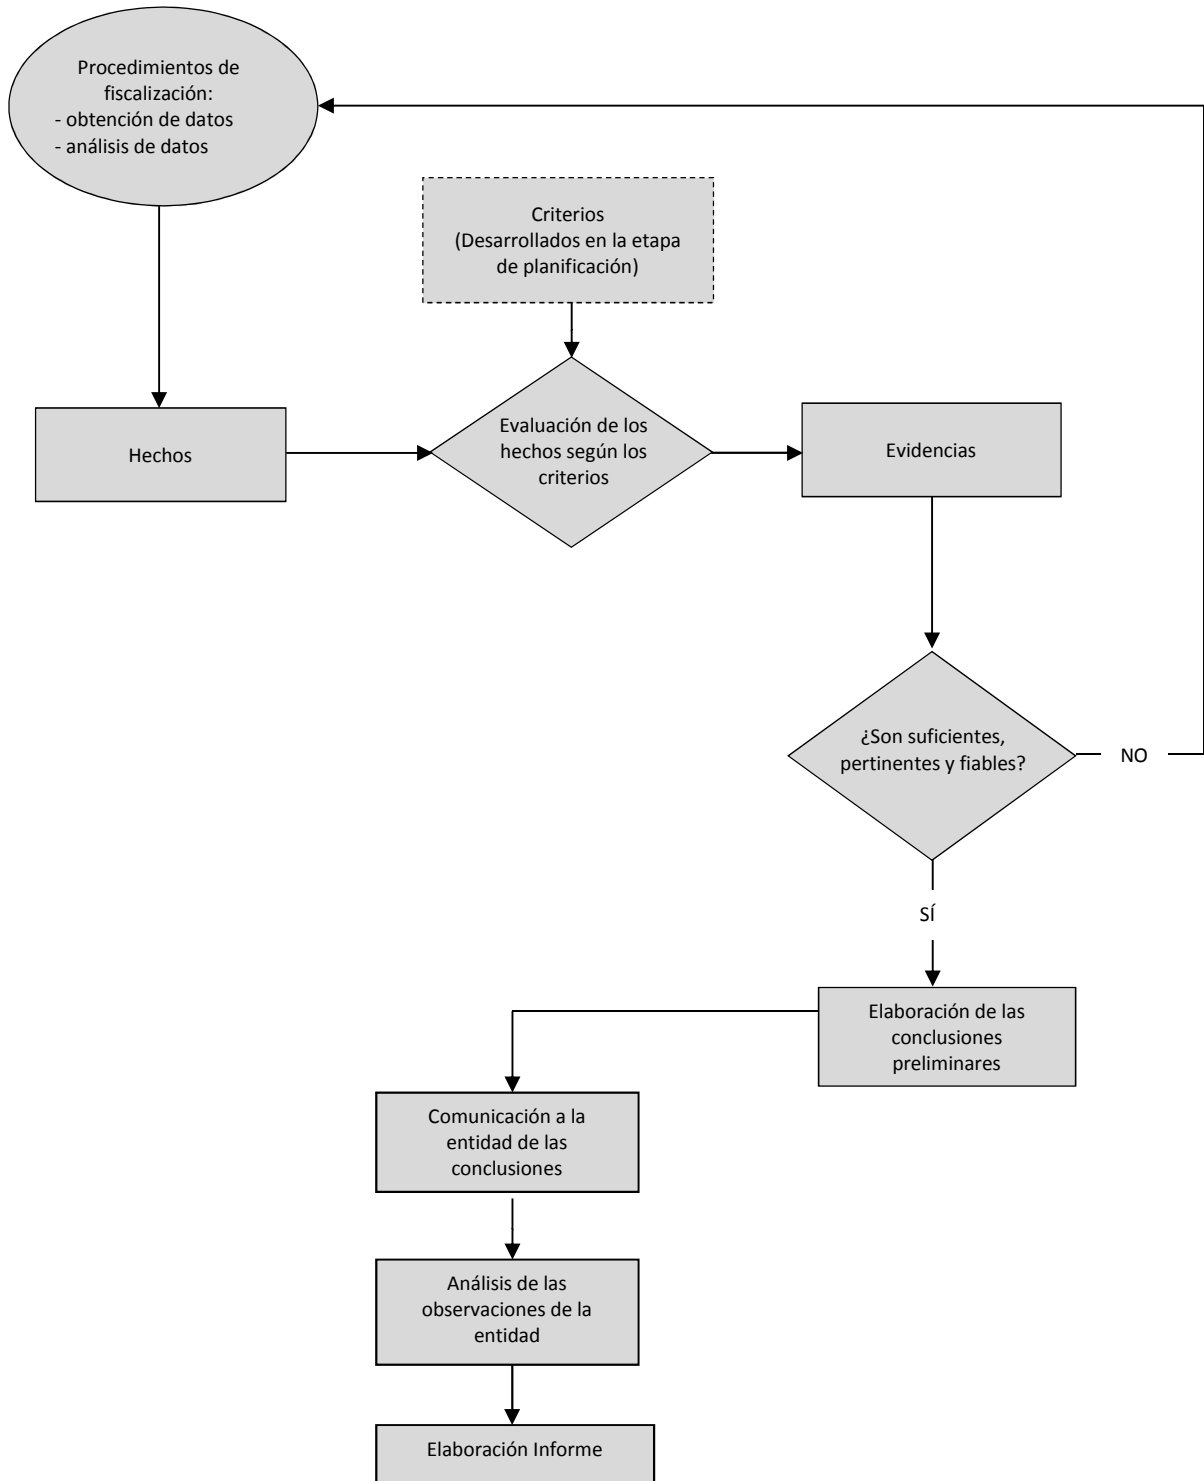 Procedimientos de
fiscalización:
- obtención de datos
- análisis de datos
Criterios
(Desarrollados en la etapa
de planificación)
Hechos
Evaluación de los
hechos según los
criterios
Evidencias
¿Son suficientes,
pertinentes y fiables?
NO
SÍ
Elaboración de las
conclusiones
preliminares
Comunicación a la
entidad de las
conclusiones
Análisis de las
observaciones de la
entidad
Elaboración Informe